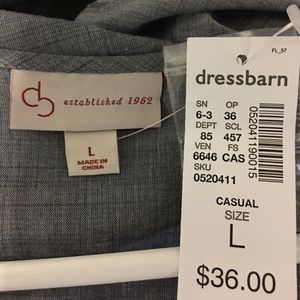 FL_57
dressbarn
SN OP
6-3 36
DEPT SCL
85 457
VEN FS
6646 CAS
SKU
0520411
0520411900015
CASUAL
SIZE
L
$36.00
db
established 1962
L
MADE IN
CHINA